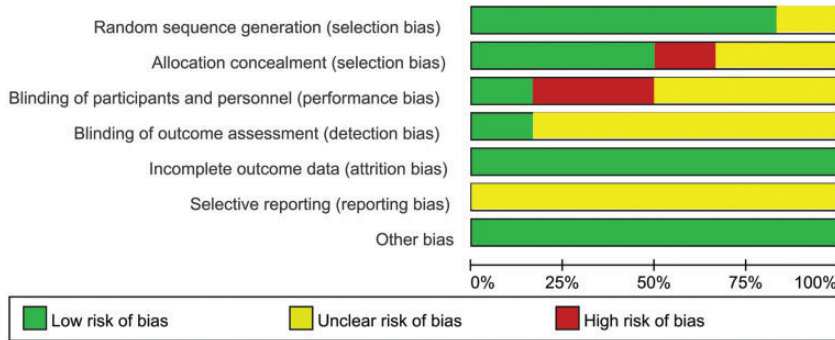 Random sequence generation (selection bias)
Allocation concealment (selection bias)
Blinding of participants and personnel (performance bias)
Blinding of outcome assessment (detection bias)
Incomplete outcome data (attrition bias)
Selective reporting (reporting bias)
Other bias
0% 25% 50% 75% 100%
Low risk of bias Unclear risk of bias High risk of bias